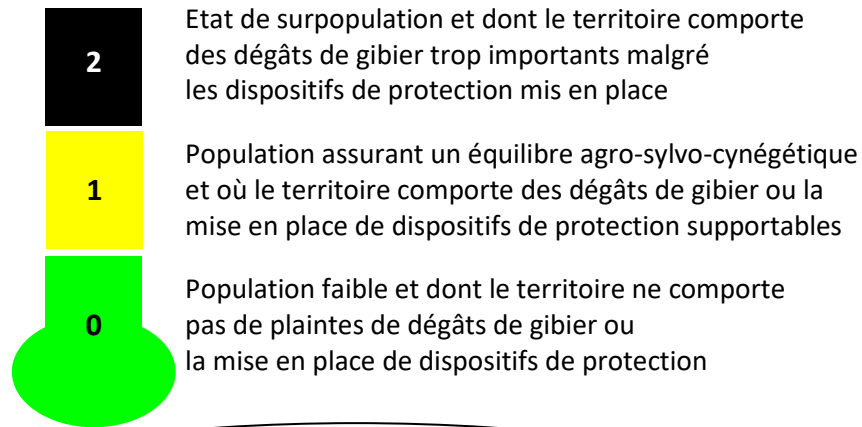 2
Etat de surpopulation et dont le territoire comporte
des dégâts de gibier trop importants malgré
les dispositifs de protection mis en place
1
Population assurant un équilibre agro-sylvo-cynégétique
et où le territoire comporte des dégâts de gibier ou la
mise en place de dispositifs de protection supportables
0
Population faible et dont le territoire ne comporte
pas de plaintes de dégâts de gibier ou
la mise en place de dispositifs de protection